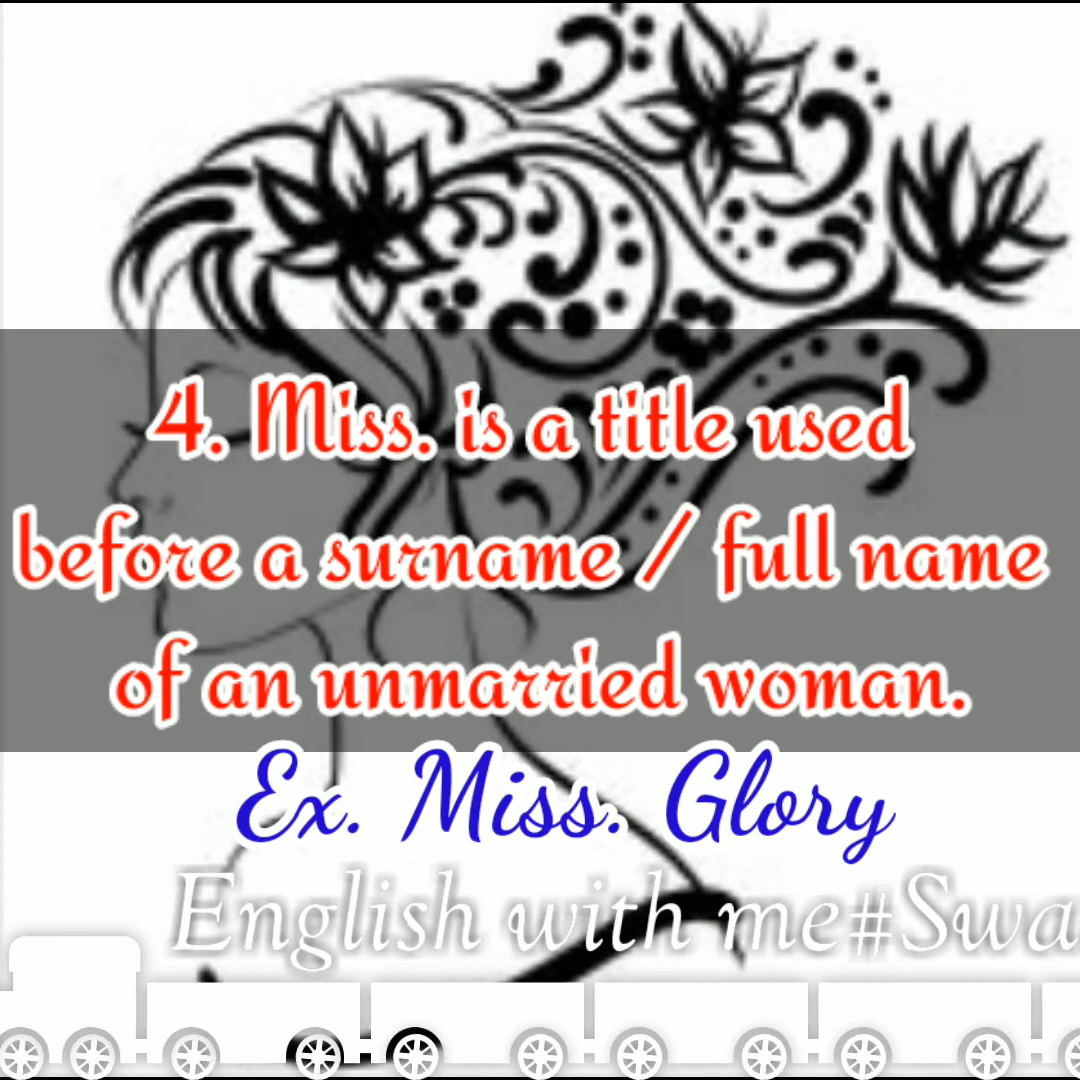 4. Miss. is a title used
before a surname / full name
of an unmarried woman.
Ex. Miss. Glory
English with me#Swa